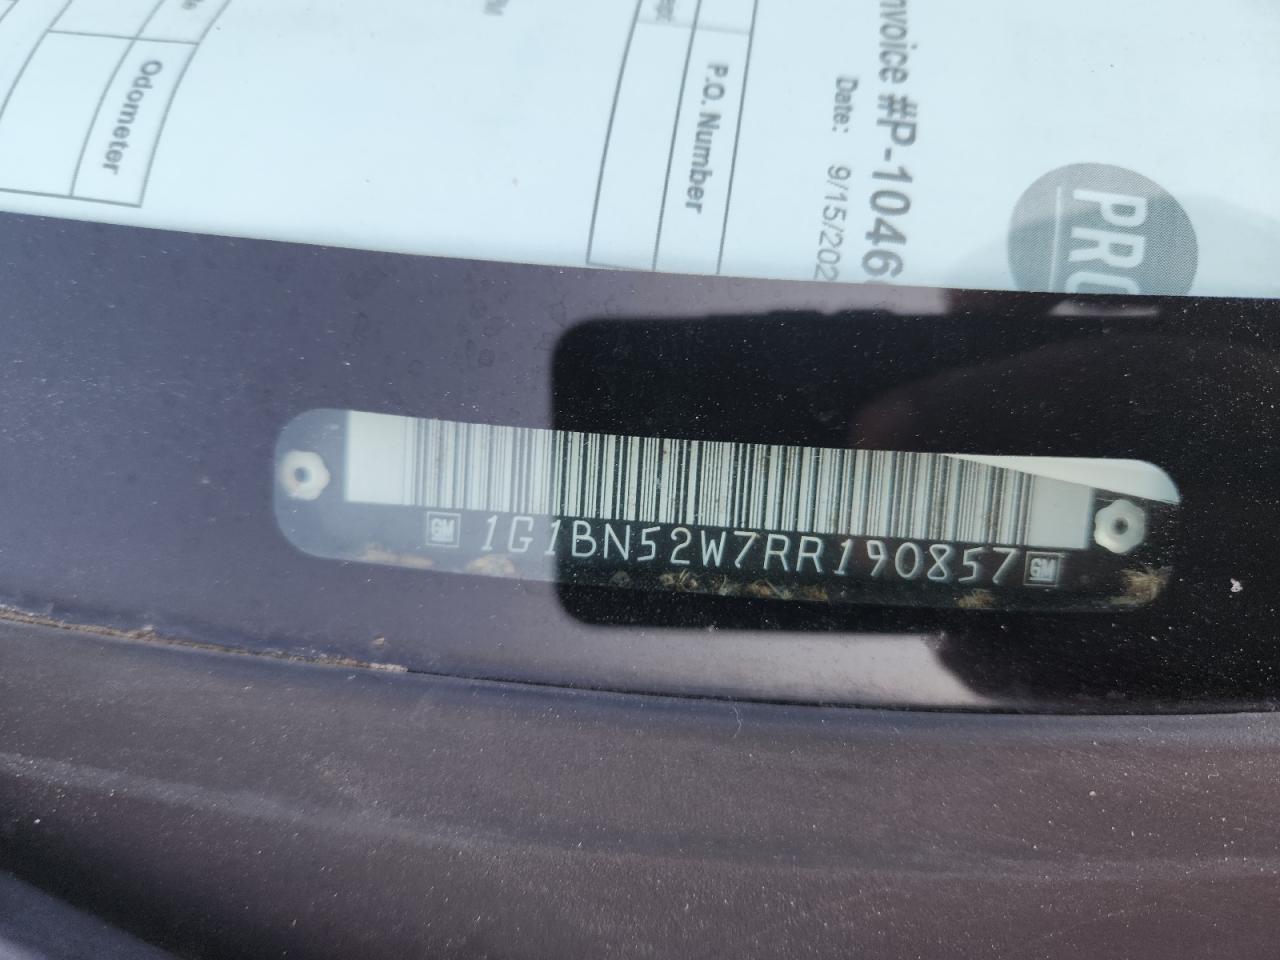 Odometer
P.O. Number
Invoice #P-1046
Date: 9/15/202
PRO
GM 1G1BN52W7RR190857 GM